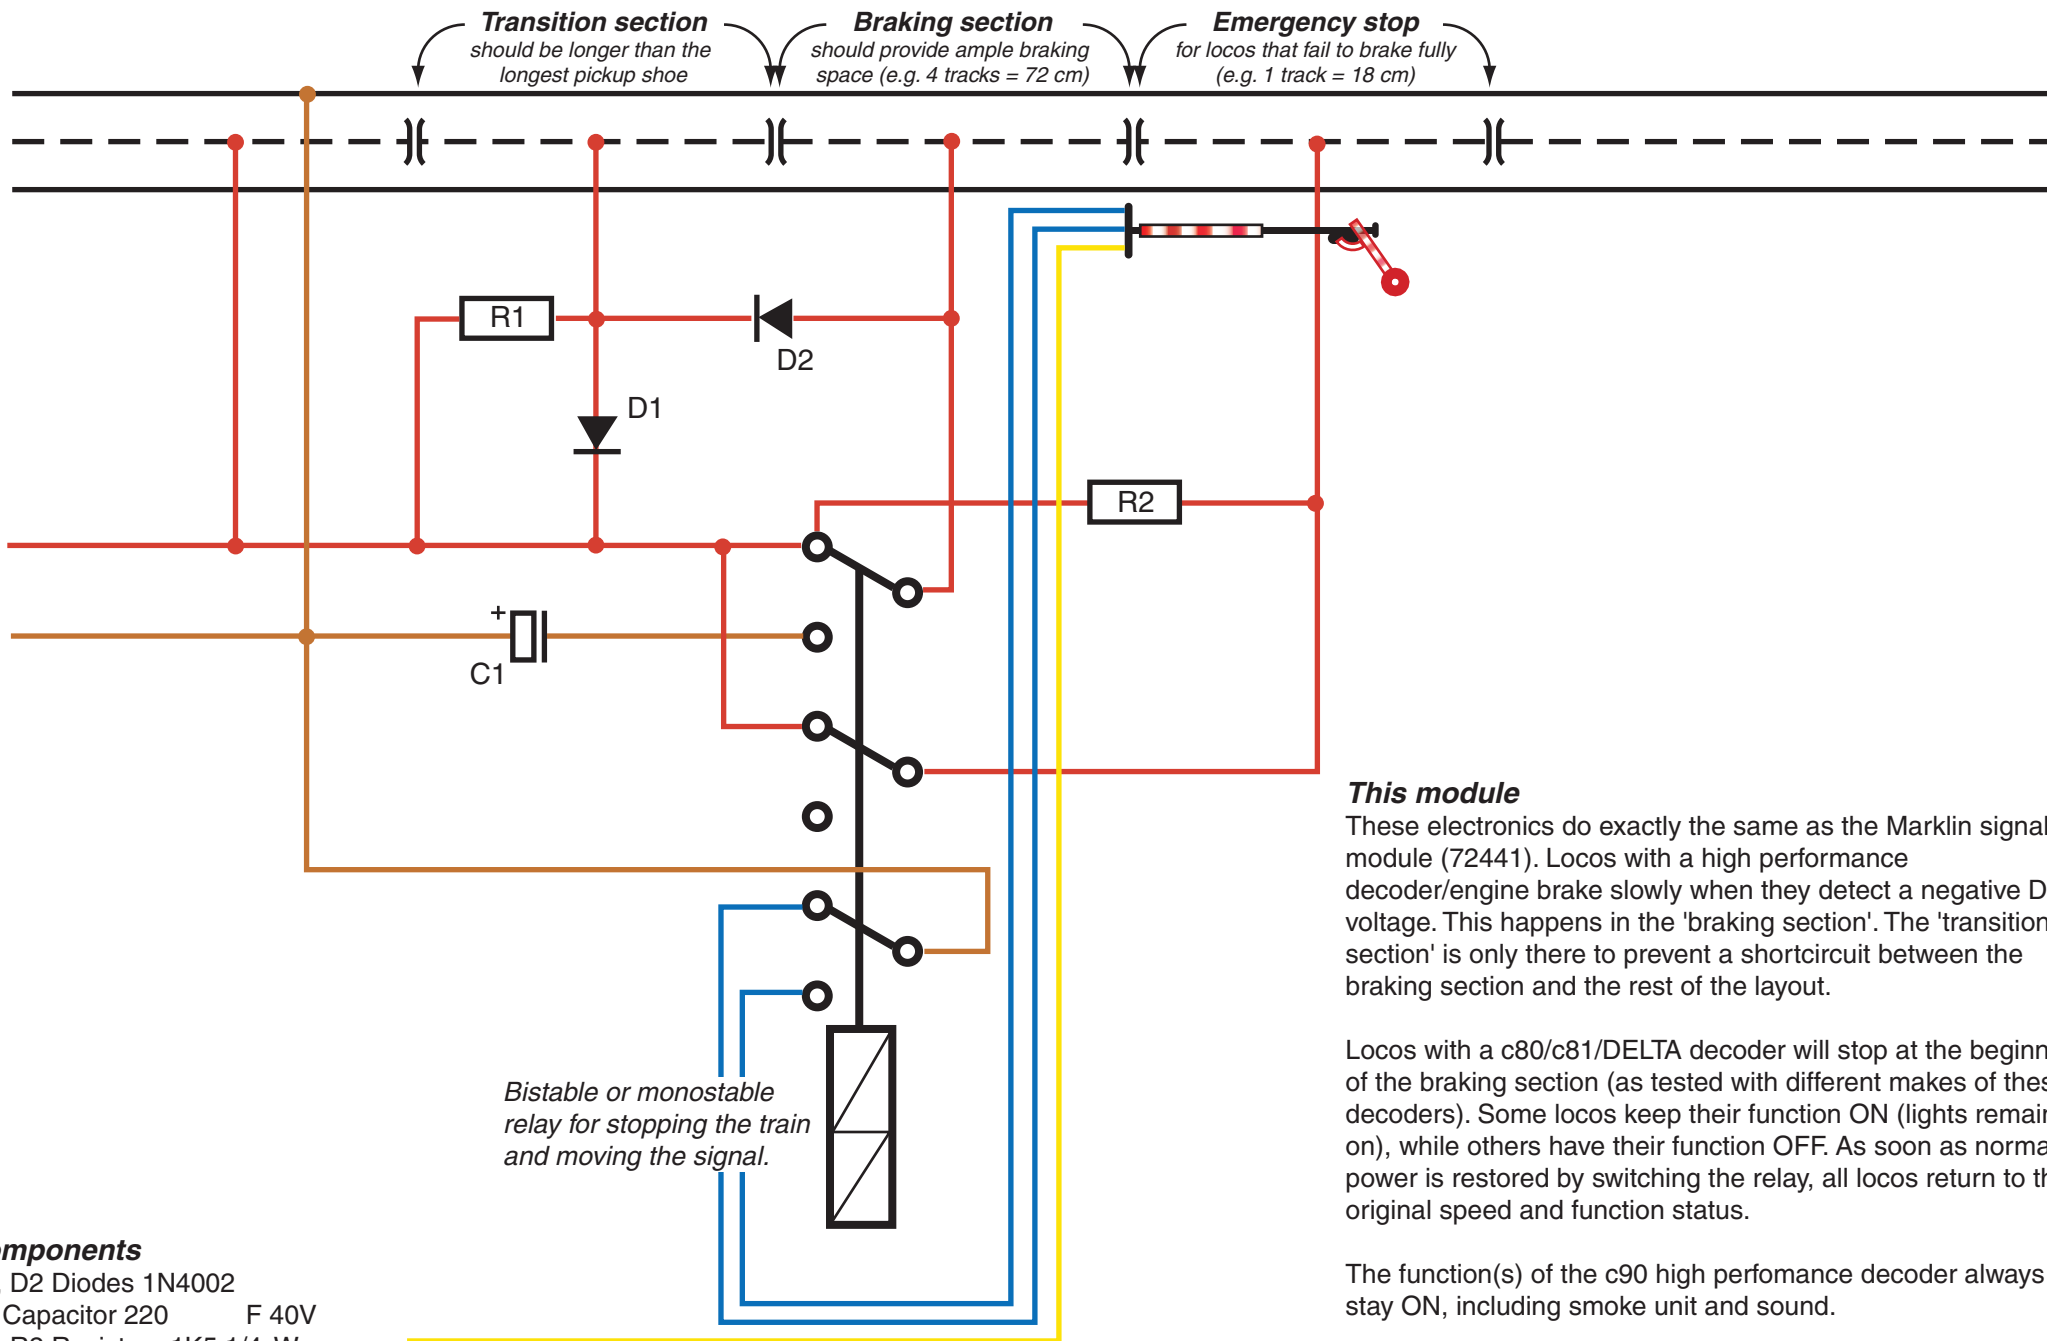 Transition section
should be longer than the
longest pickup shoe
Braking section
should provide ample braking
space (e.g. 4 tracks = 72 cm)
Emergency stop
for locos that fail to brake fully
(e.g. 1 track = 18 cm)
R1
D2
D1
R2
+
C1
This module
These electronics do exactly the same as the Marklin signal
module (72441). Locos with a high performance
decoder/engine brake slowly when they detect a negative D
voltage. This happens in the 'braking section'. The 'transition
section' is only there to prevent a shortcircuit between the
braking section and the rest of the layout.
Locos with a c80/c81/DELTA decoder will stop at the beginn
of the braking section (as tested with different makes of thes
decoders). Some locos keep their function ON (lights remain
on), while others have their function OFF. As soon as norma
power is restored by switching the relay, all locos return to th
original speed and function status.
The function(s) of the c90 high perfomance decoder always
stay ON, including smoke unit and sound.
Bistable or monostable
relay for stopping the train
and moving the signal.
mponents
, D2 Diodes 1N4002
Capacitor 220 F 40V